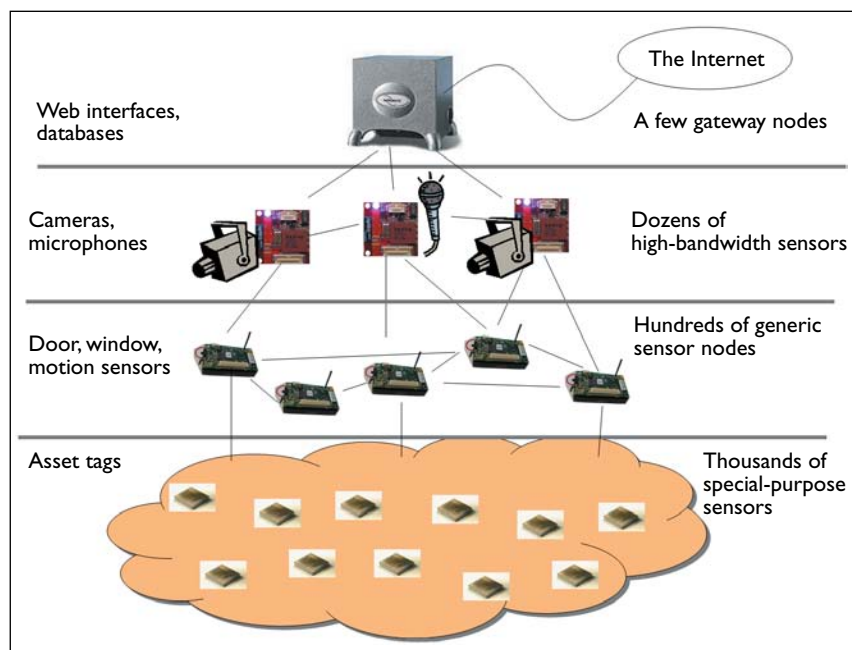 The Internet
Web interfaces,
databases
A few gateway nodes
Cameras,
microphones
Dozens of
high-bandwidth sensors
Door, window,
motion sensors
Hundreds of generic
sensor nodes
Asset tags
Thousands of
special-purpose
sensors